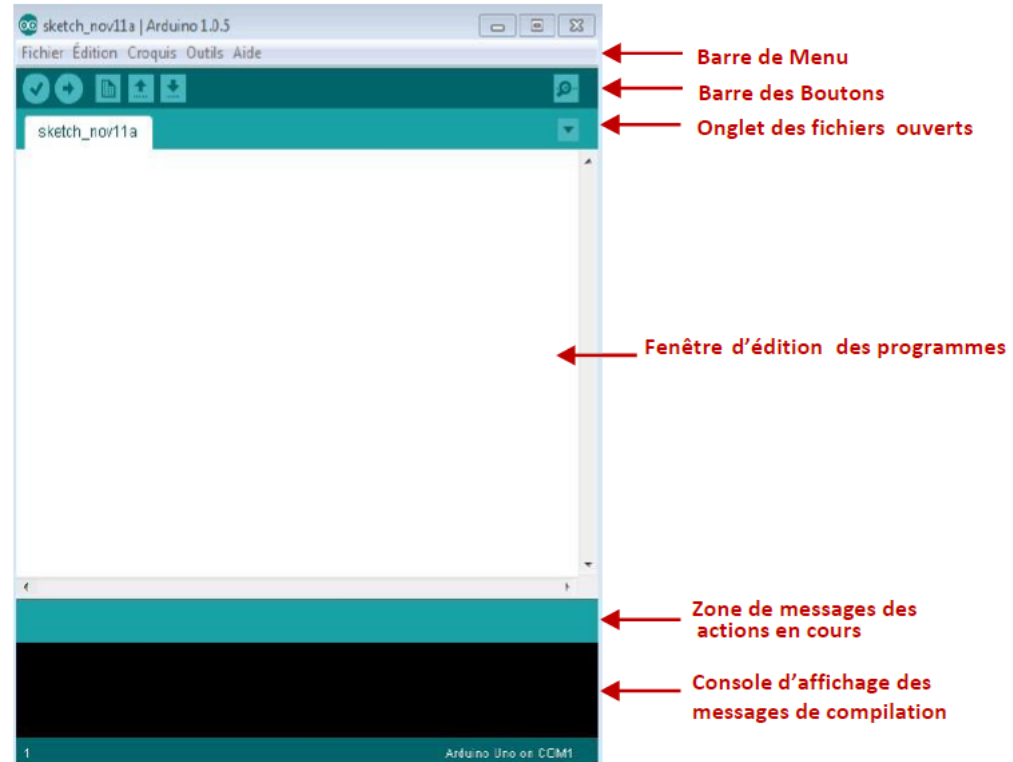 sketch_nov11a | Arduino 1.0.5
Fichier Édition Croquis Outils Aide
Barre de Menu
Barre des Boutons
sketch_nov11a
Onglet des fichiers ouverts
Fenêtre d'édition des programmes
Zone de messages des
actions en cours
Console d'affichage des
messages de compilation
1
Arduino Uno on COM1